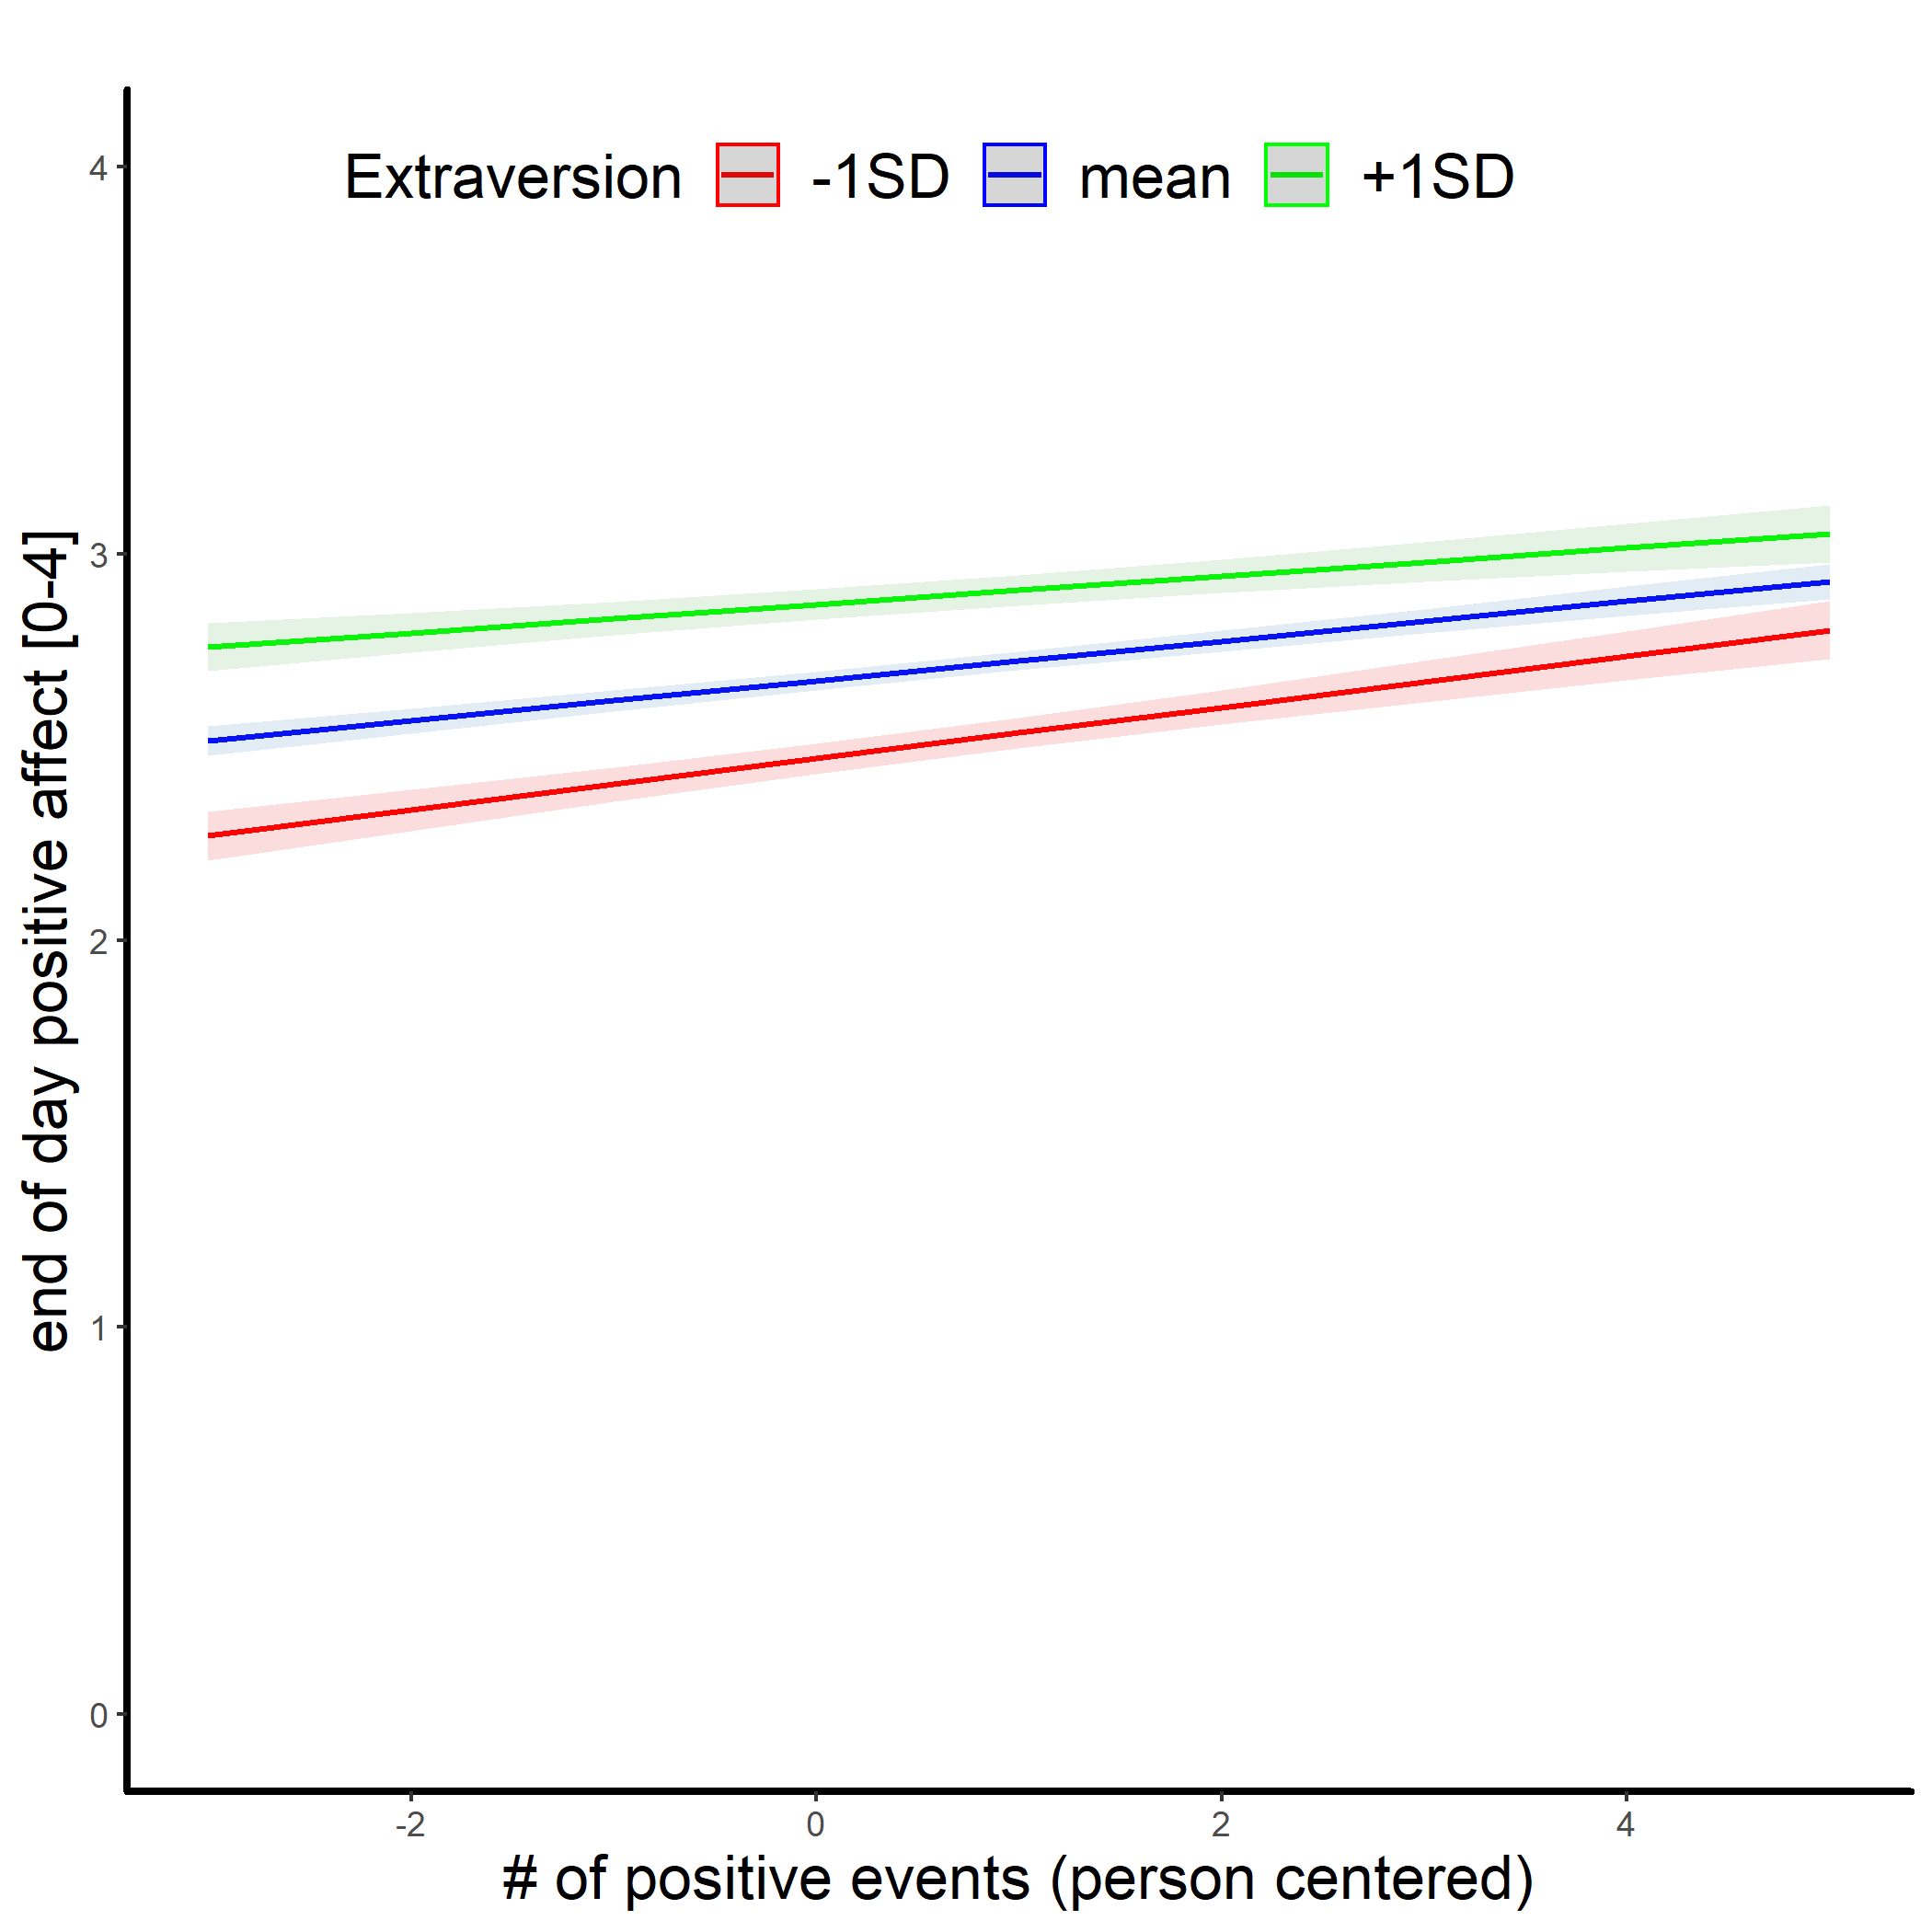 Extraversion -1SD mean +1SD
4
3
2
1
0
end of day positive affect [0-4]
-2 0 2 4
# of positive events (person centered)